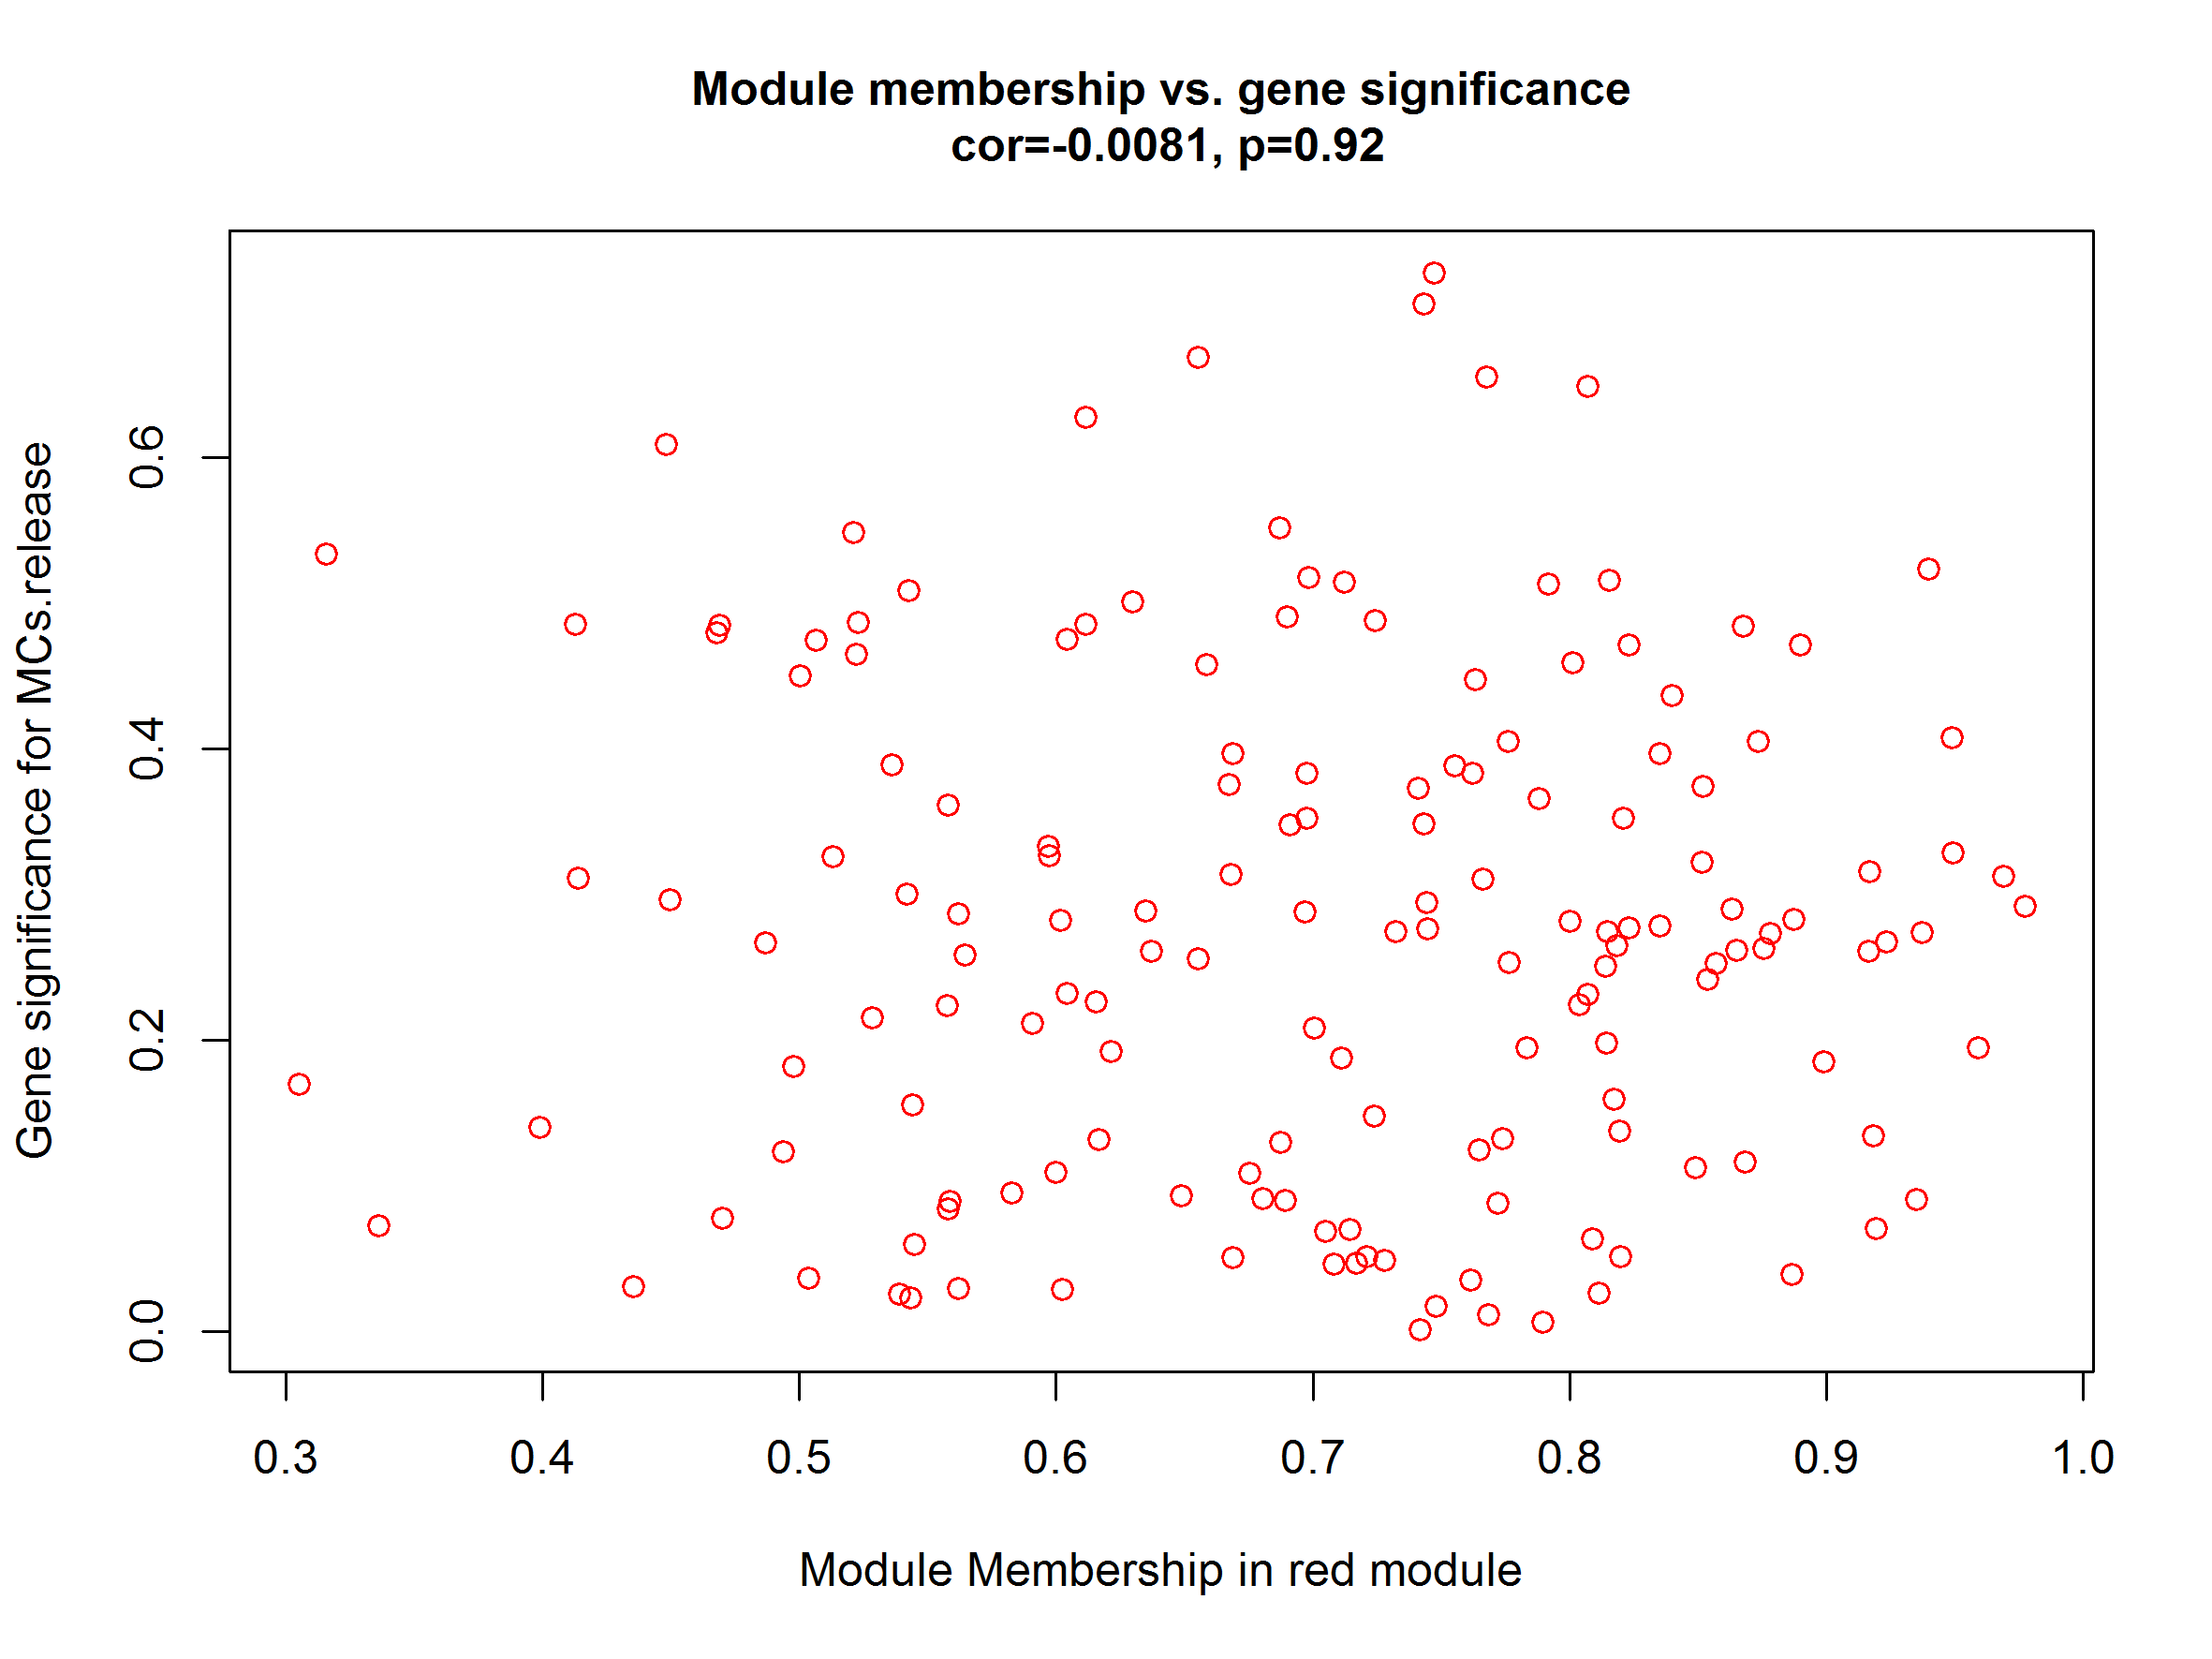 Module membership vs. gene significance
cor=-0.0081, p=0.92
Gene significance for MCs.release
0.6
0.4
0.2
0.0
0.3 0.4 0.5 0.6 0.7 0.8 0.9 1.0
Module Membership in red module